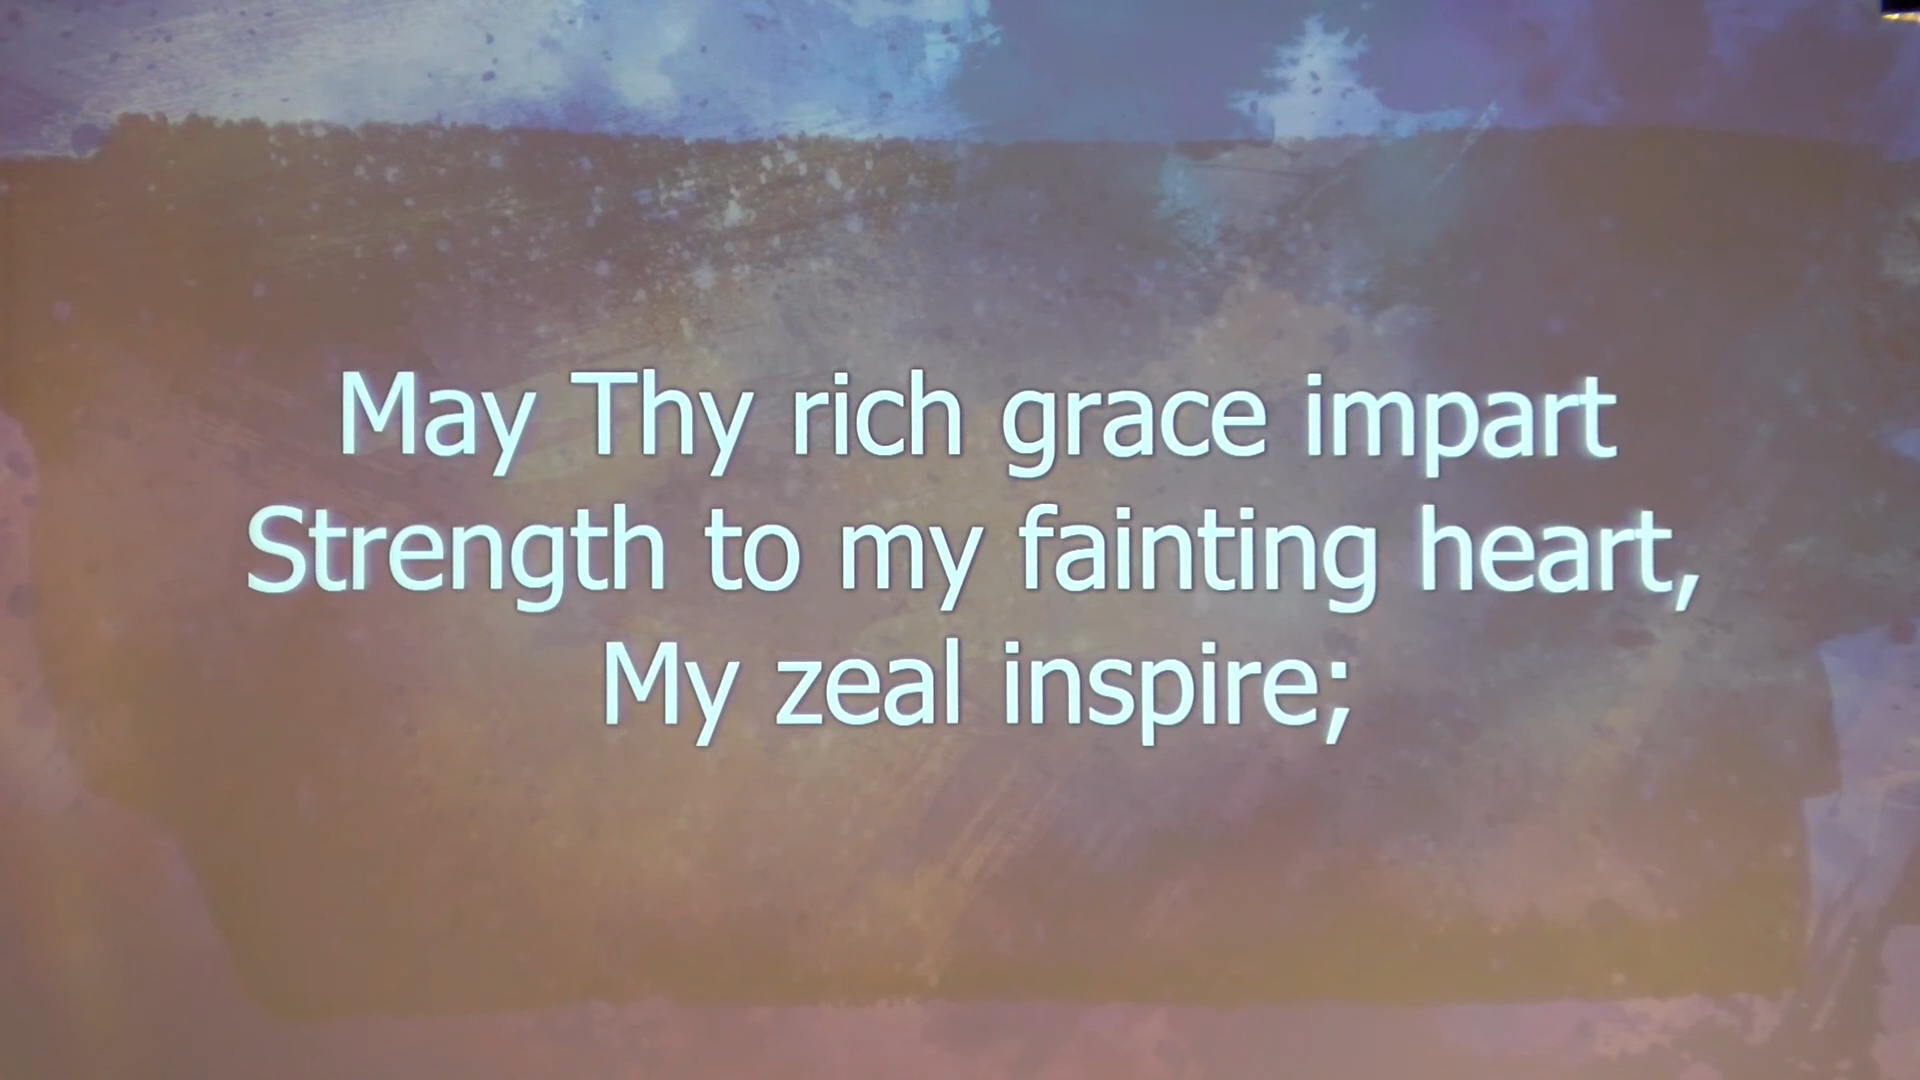 May Thy rich grace impart
Strength to my fainting heart,
My zeal inspire;